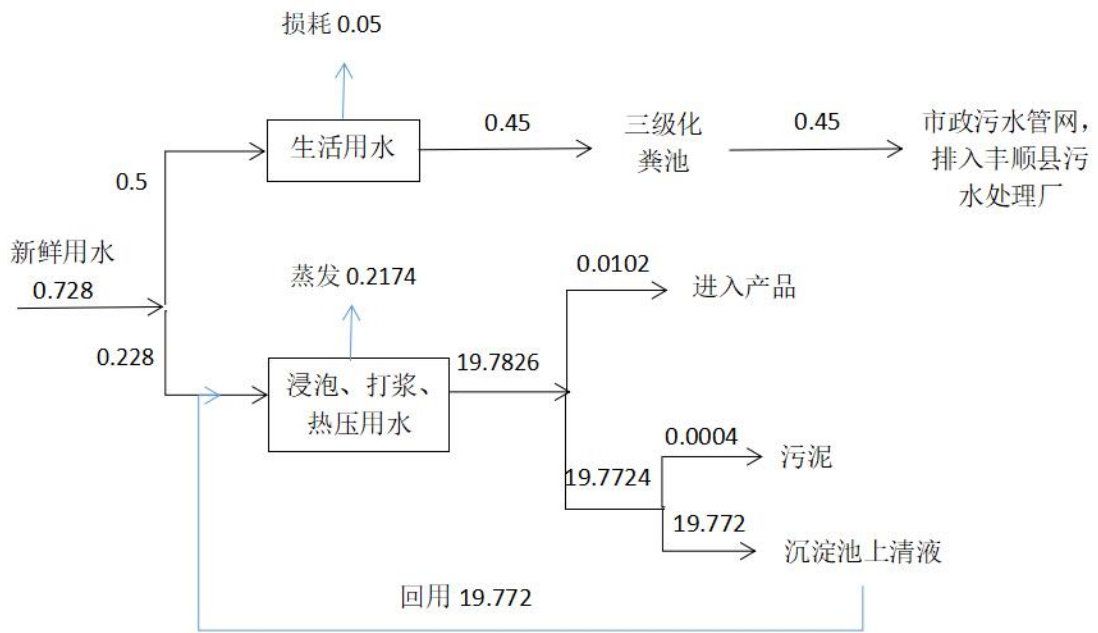 损耗 0.05
生活用水
0.45
三级化
粪池
0.45
市政污水管网，
排入丰顺县污
水处理厂
0.5
新鲜用水
0.728
0.228
蒸发 0.2174
浸泡、打浆、
热压用水
19.7826
0.0102
进入产品
19.7724
0.0004
污泥
19.772
沉淀池上清液
回用 19.772